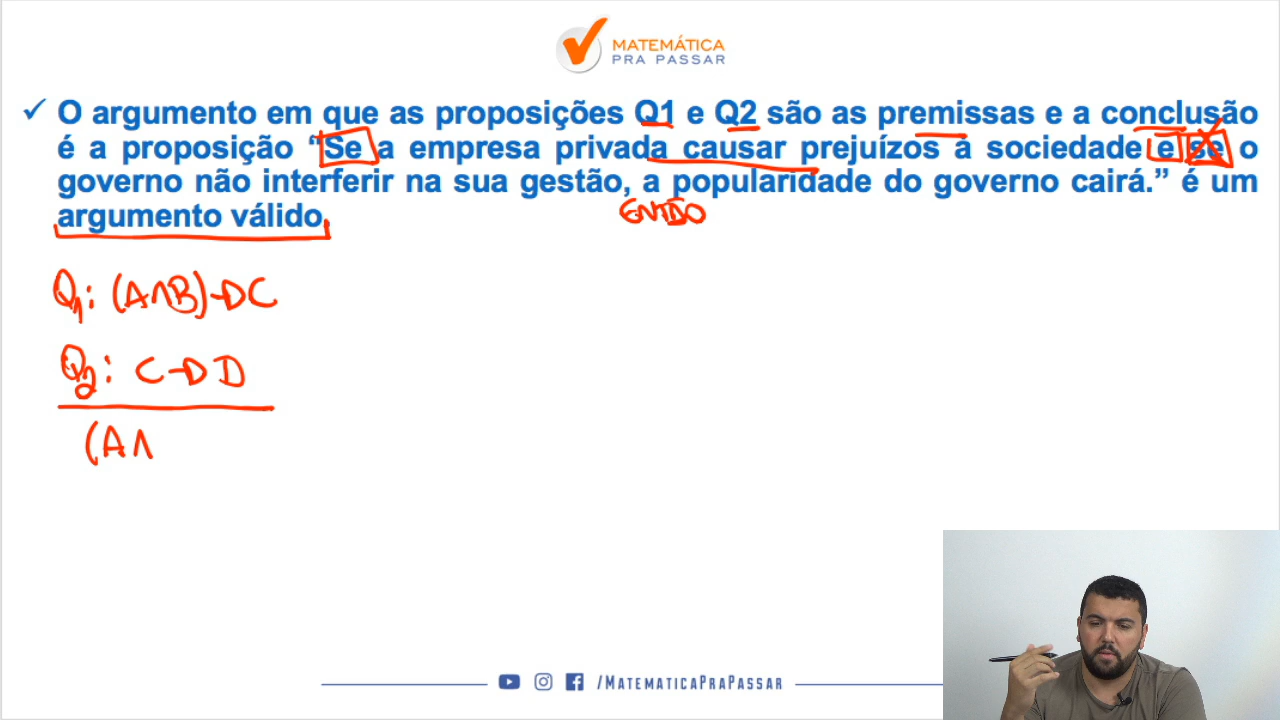 MATEMÁTICA
PRA PASSAR
✓ O argumento em que as proposições Q1 e Q2 são as premissas e a conclusão
é a proposição “Se a empresa privada causar prejuízos à sociedade e se o
governo não interferir na sua gestão, a popularidade do governo cairá.” é um
argumento válido.
ENTÃO
Q1: (A∧B)→C
Q2: C→D
(A∧
/MATEMATICAPRAPASSAR